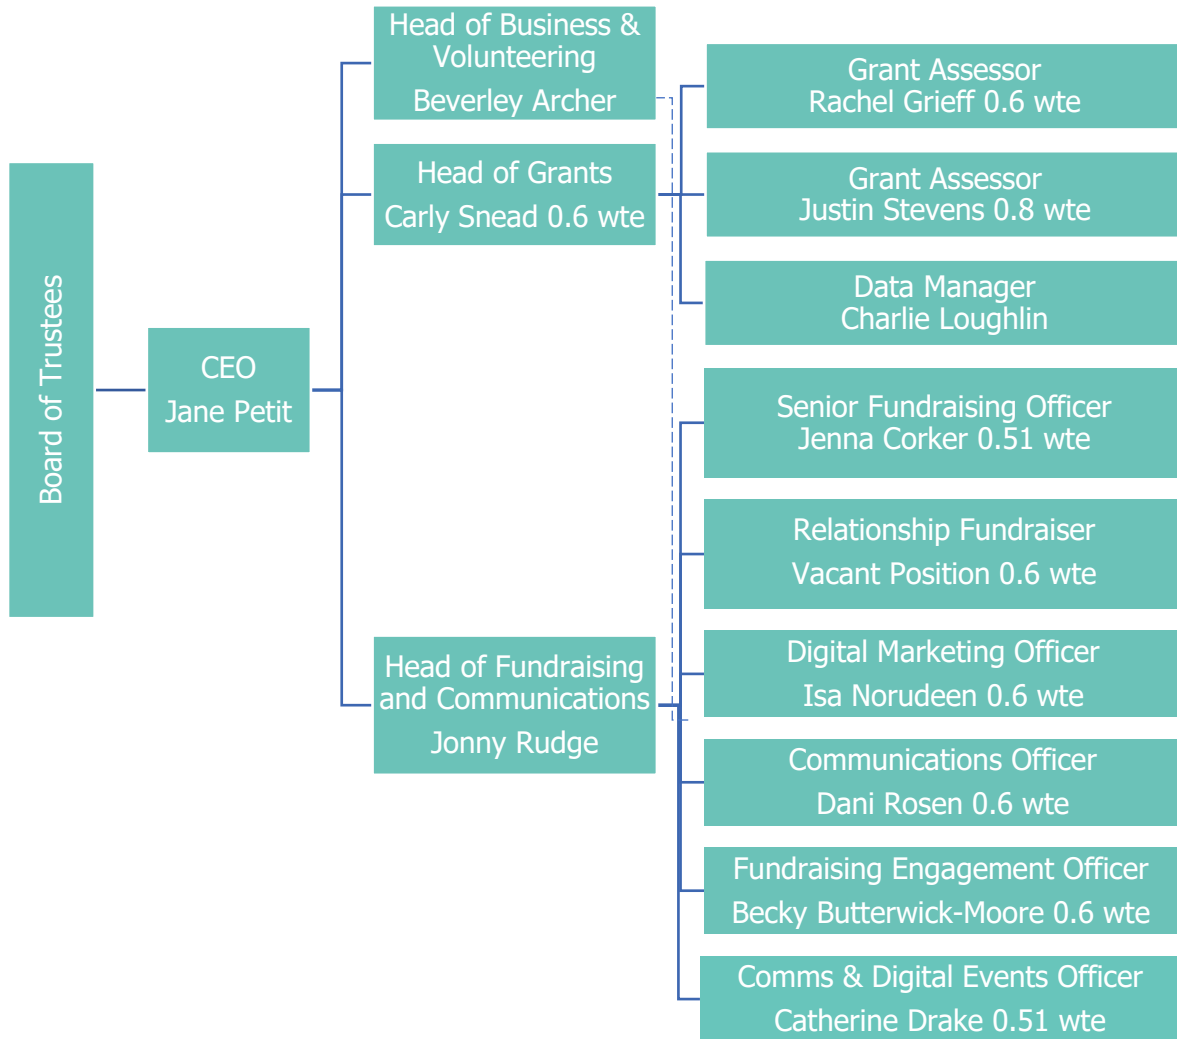 Board of Trustees
CEO
Jane Petit
Head of Business &
Volunteering
Beverley Archer
Head of Grants
Carly Snead 0.6 wte
Head of Fundraising
and Communications
Jonny Rudge
Grant Assessor
Rachel Grieff 0.6 wte
Grant Assessor
Justin Stevens 0.8 wte
Data Manager
Charlie Loughlin
Senior Fundraising Officer
Jenna Corker 0.51 wte
Relationship Fundraiser
Vacant Position 0.6 wte
Digital Marketing Officer
Isa Norudeen 0.6 wte
Communications Officer
Dani Rosen 0.6 wte
Fundraising Engagement Officer
Becky Butterwick-Moore 0.6 wte
Comms & Digital Events Officer
Catherine Drake 0.51 wte